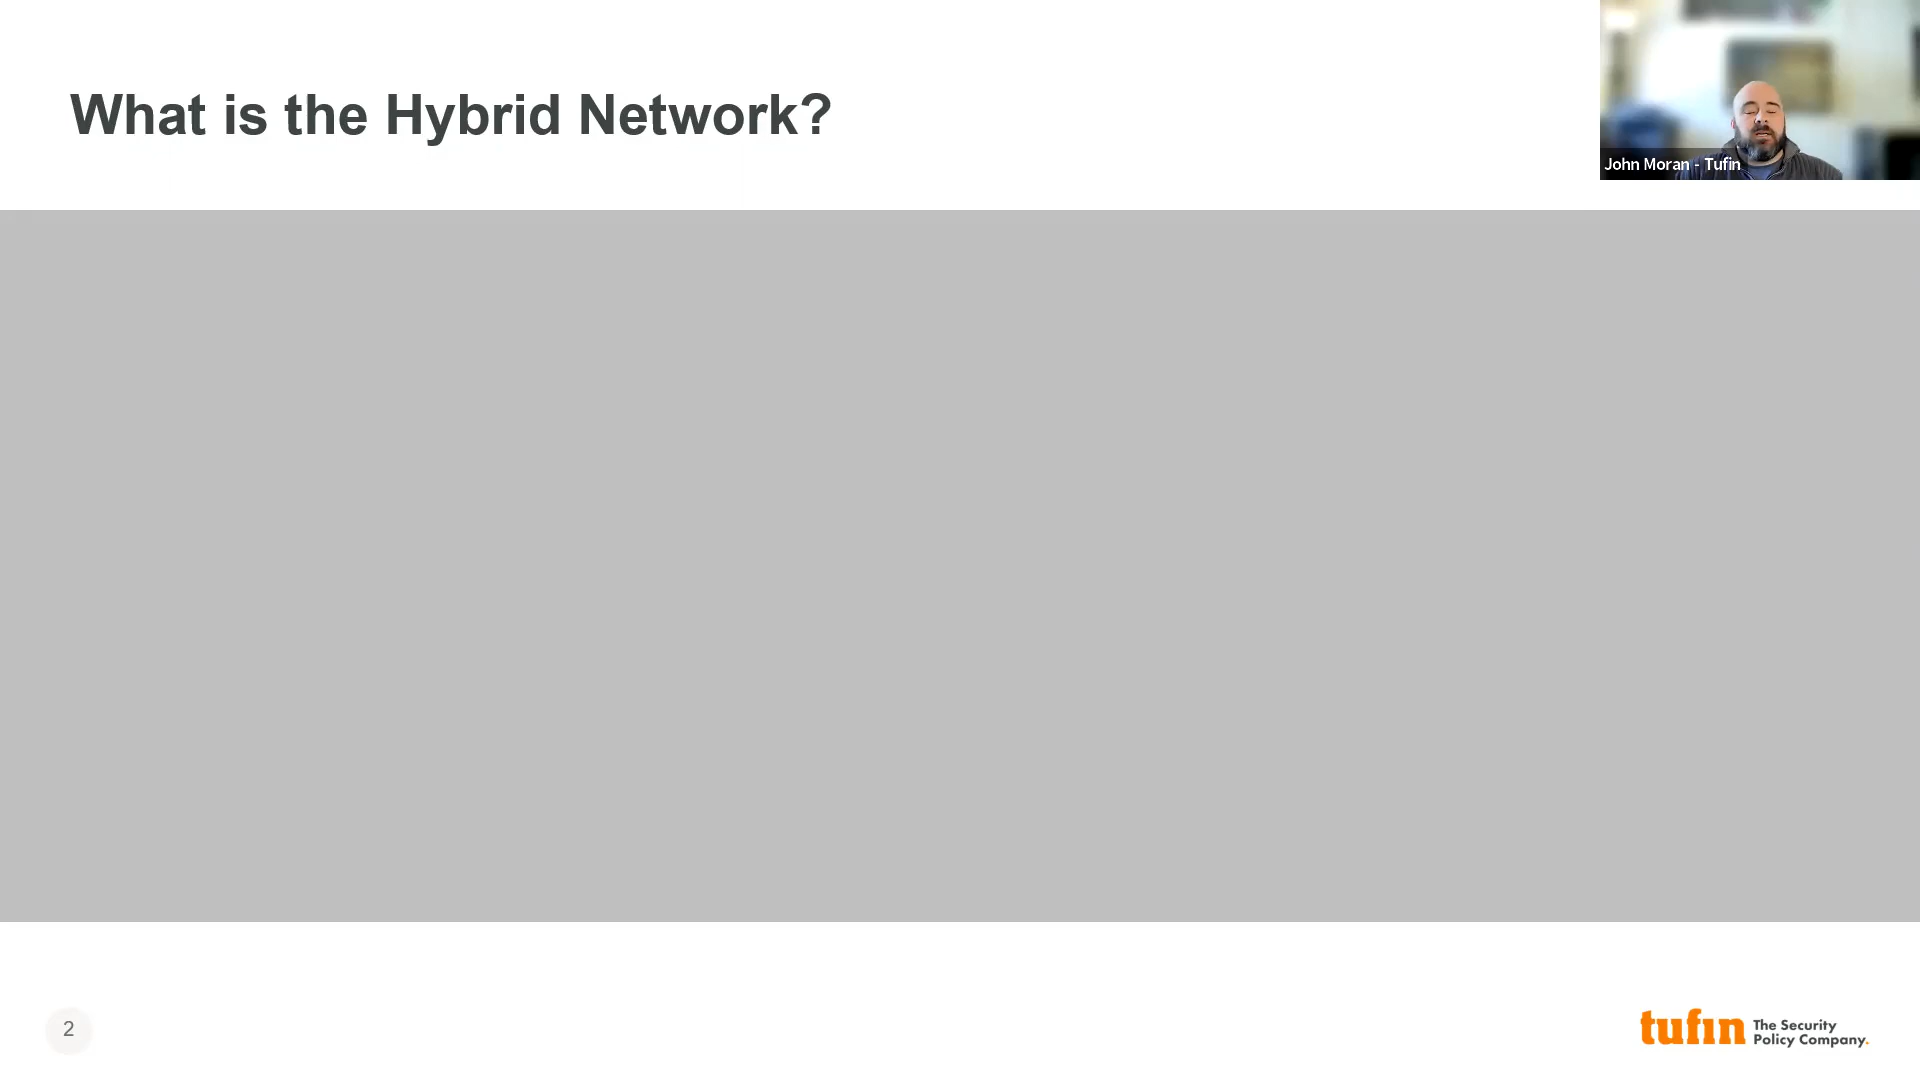 What is the Hybrid Network?
John Moran - Tufin
2
tufin The Security
Policy Company.